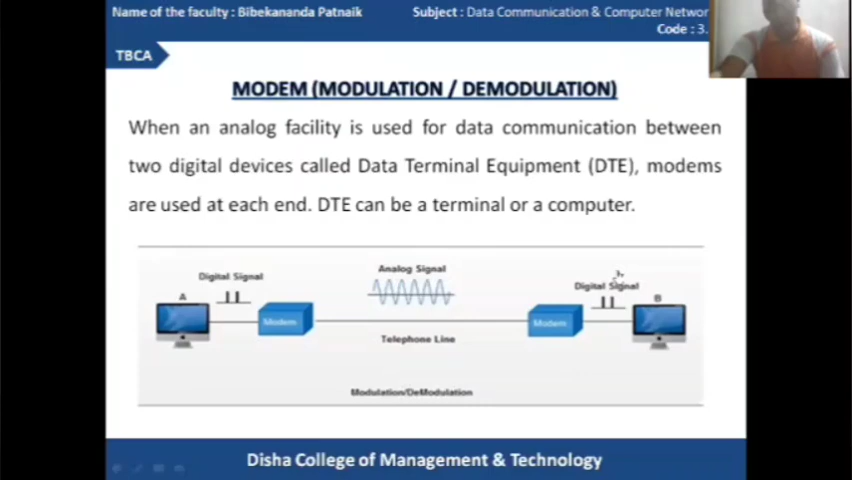 Name of the faculty : Bibekananda Patnaik
Subject : Data Communication & Computer Networ
Code : 3.
TBCA
MODEM (MODULATION / DEMODULATION)
When an analog facility is used for data communication between
two digital devices called Data Terminal Equipment (DTE), modems
are used at each end. DTE can be a terminal or a computer.
Digital Signal
Analog Signal
Digital Signal
A
B
Modem
Modem
Telephone Line
Modulation/DeModulation
Disha College of Management & Technology